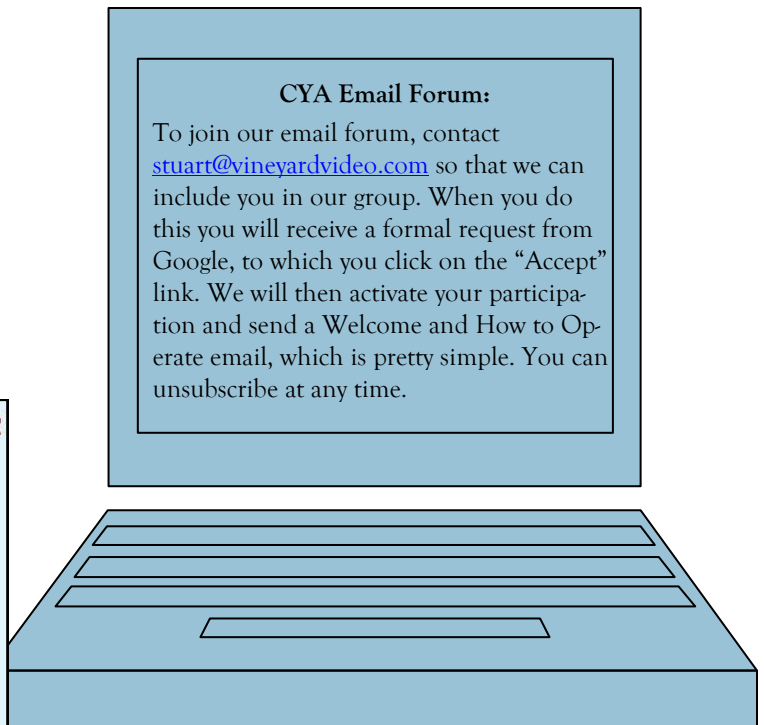 CYA Email Forum:
To join our email forum, contact
stuart@vineyardvideo.com so that we can
include you in our group. When you do
this you will receive a formal request from
Google, to which you click on the “Accept”
link. We will then activate your participa-
tion and send a Welcome and How to Op-
erate email, which is pretty simple. You can
unsubscribe at any time.